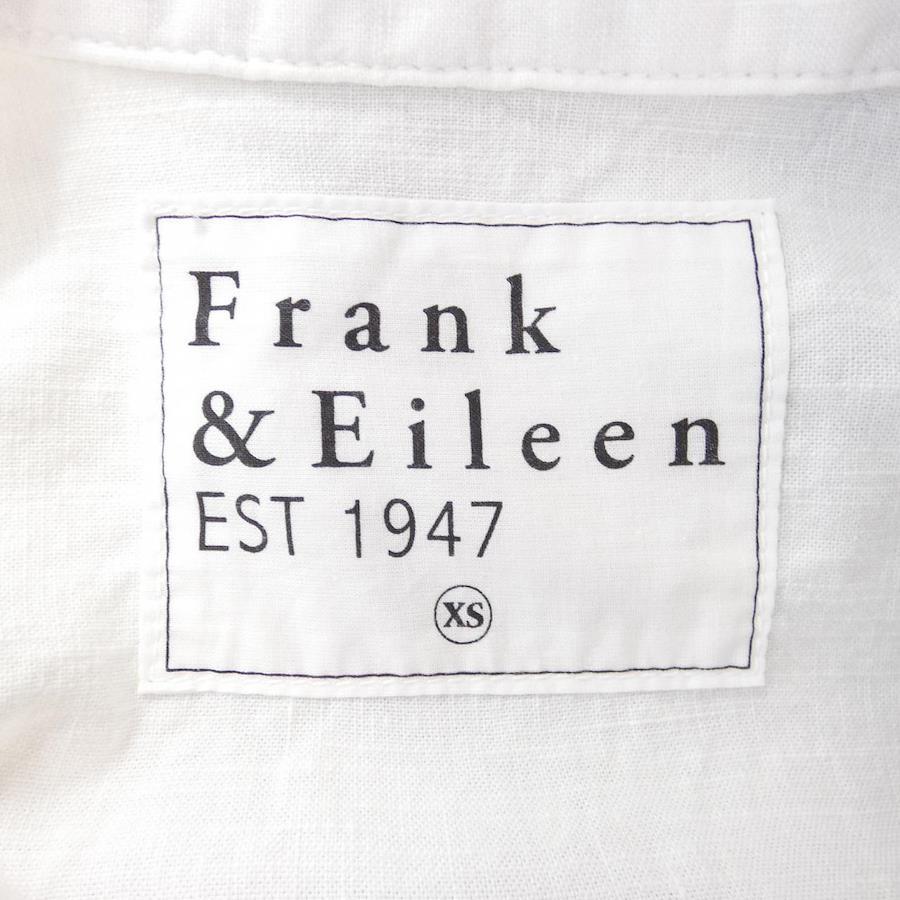 Frank
& Eileen
EST 1947
XS